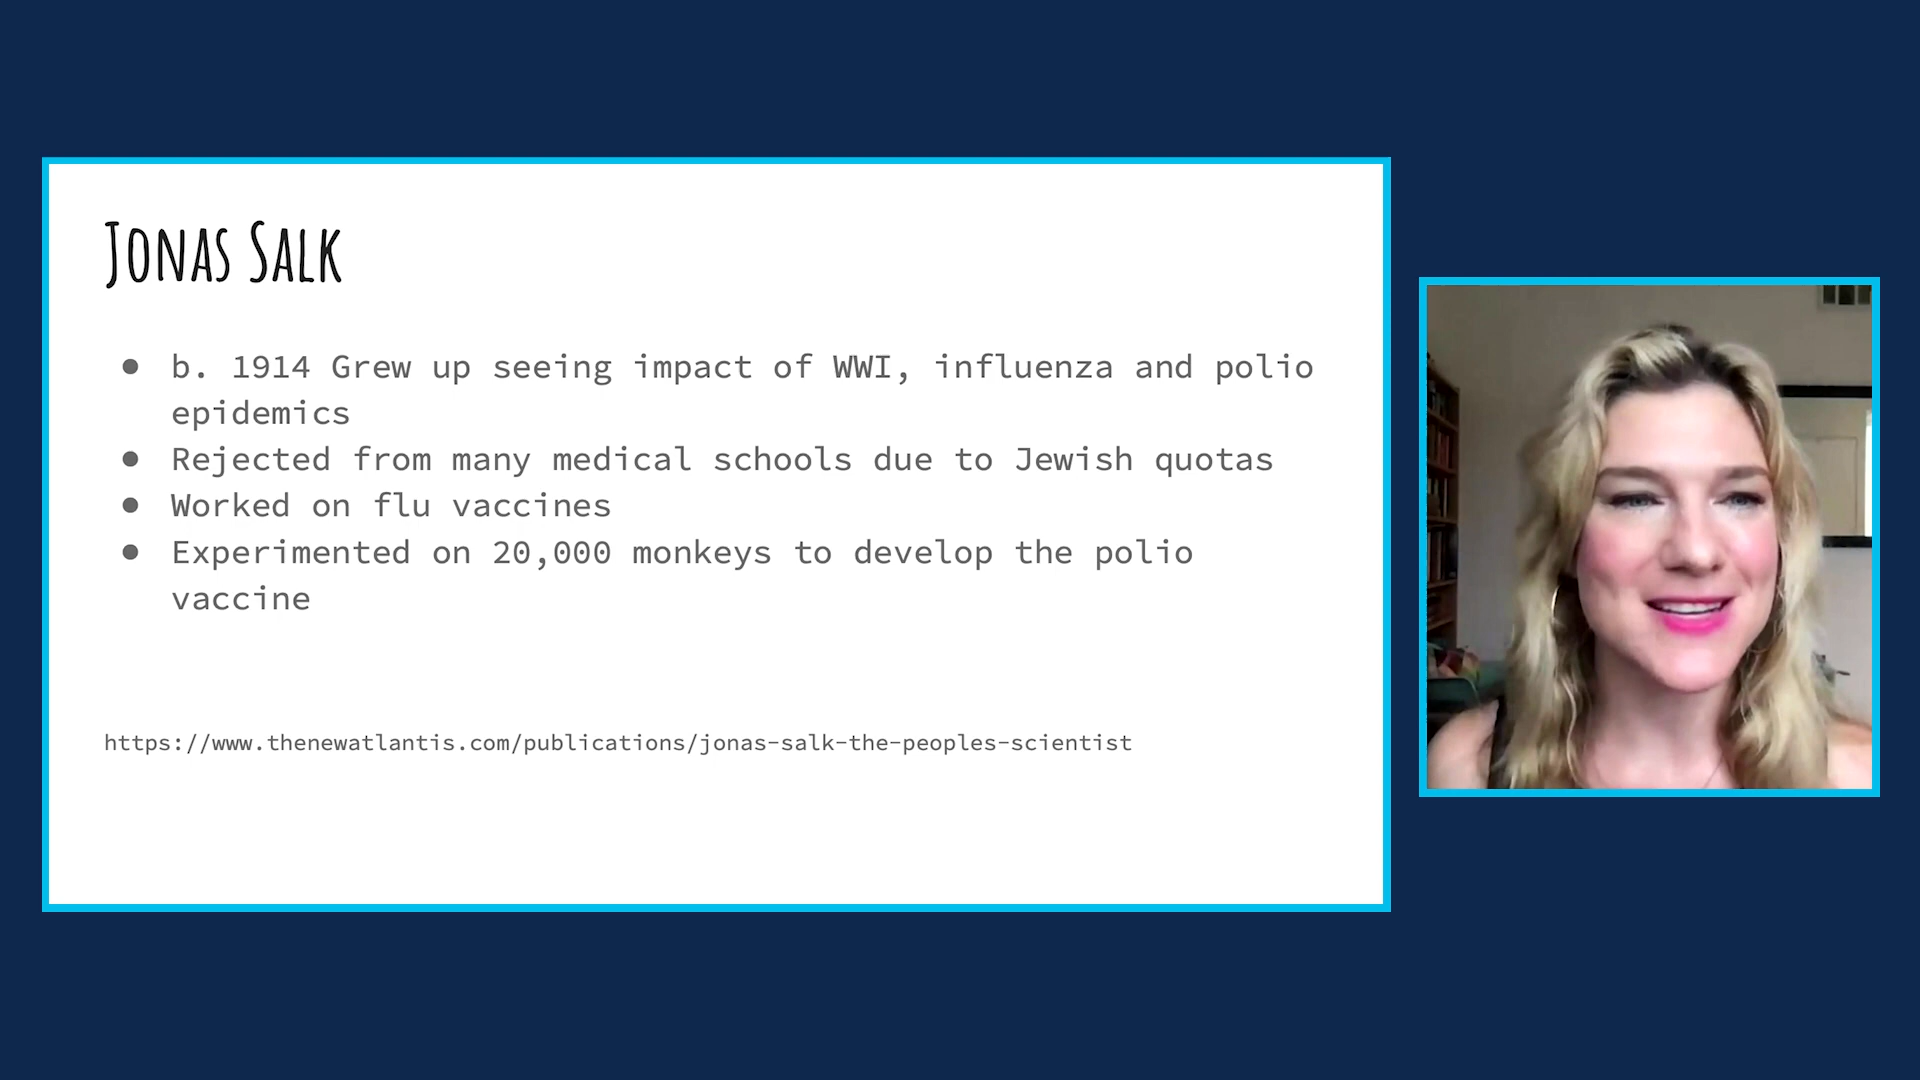 Jonas Salk
● b. 1914 Grew up seeing impact of WWI, influenza and polio
epidemics
● Rejected from many medical schools due to Jewish quotas
● Worked on flu vaccines
● Experimented on 20,000 monkeys to develop the polio
vaccine
https://www.thenewatlantis.com/publications/jonas-salk-the-peoples-scientist